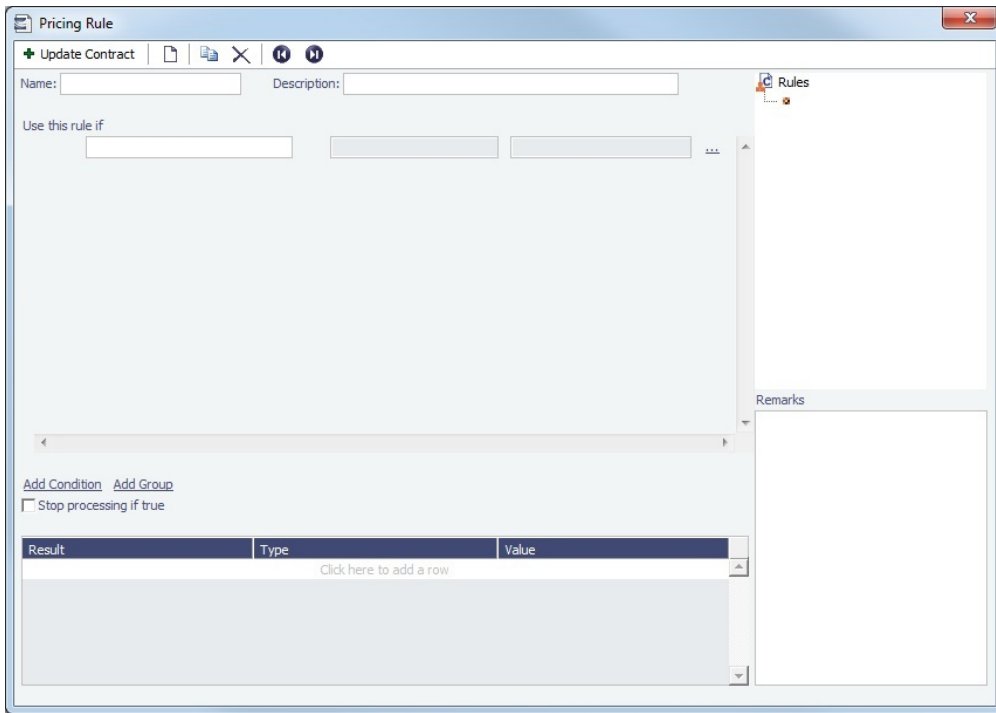 Pricing Rule
Update Contract
Name:
Description:
Rules
Use this rule if
...
Remarks
Add Condition Add Group
Stop processing if true
Result Type Value
Click here to add a row